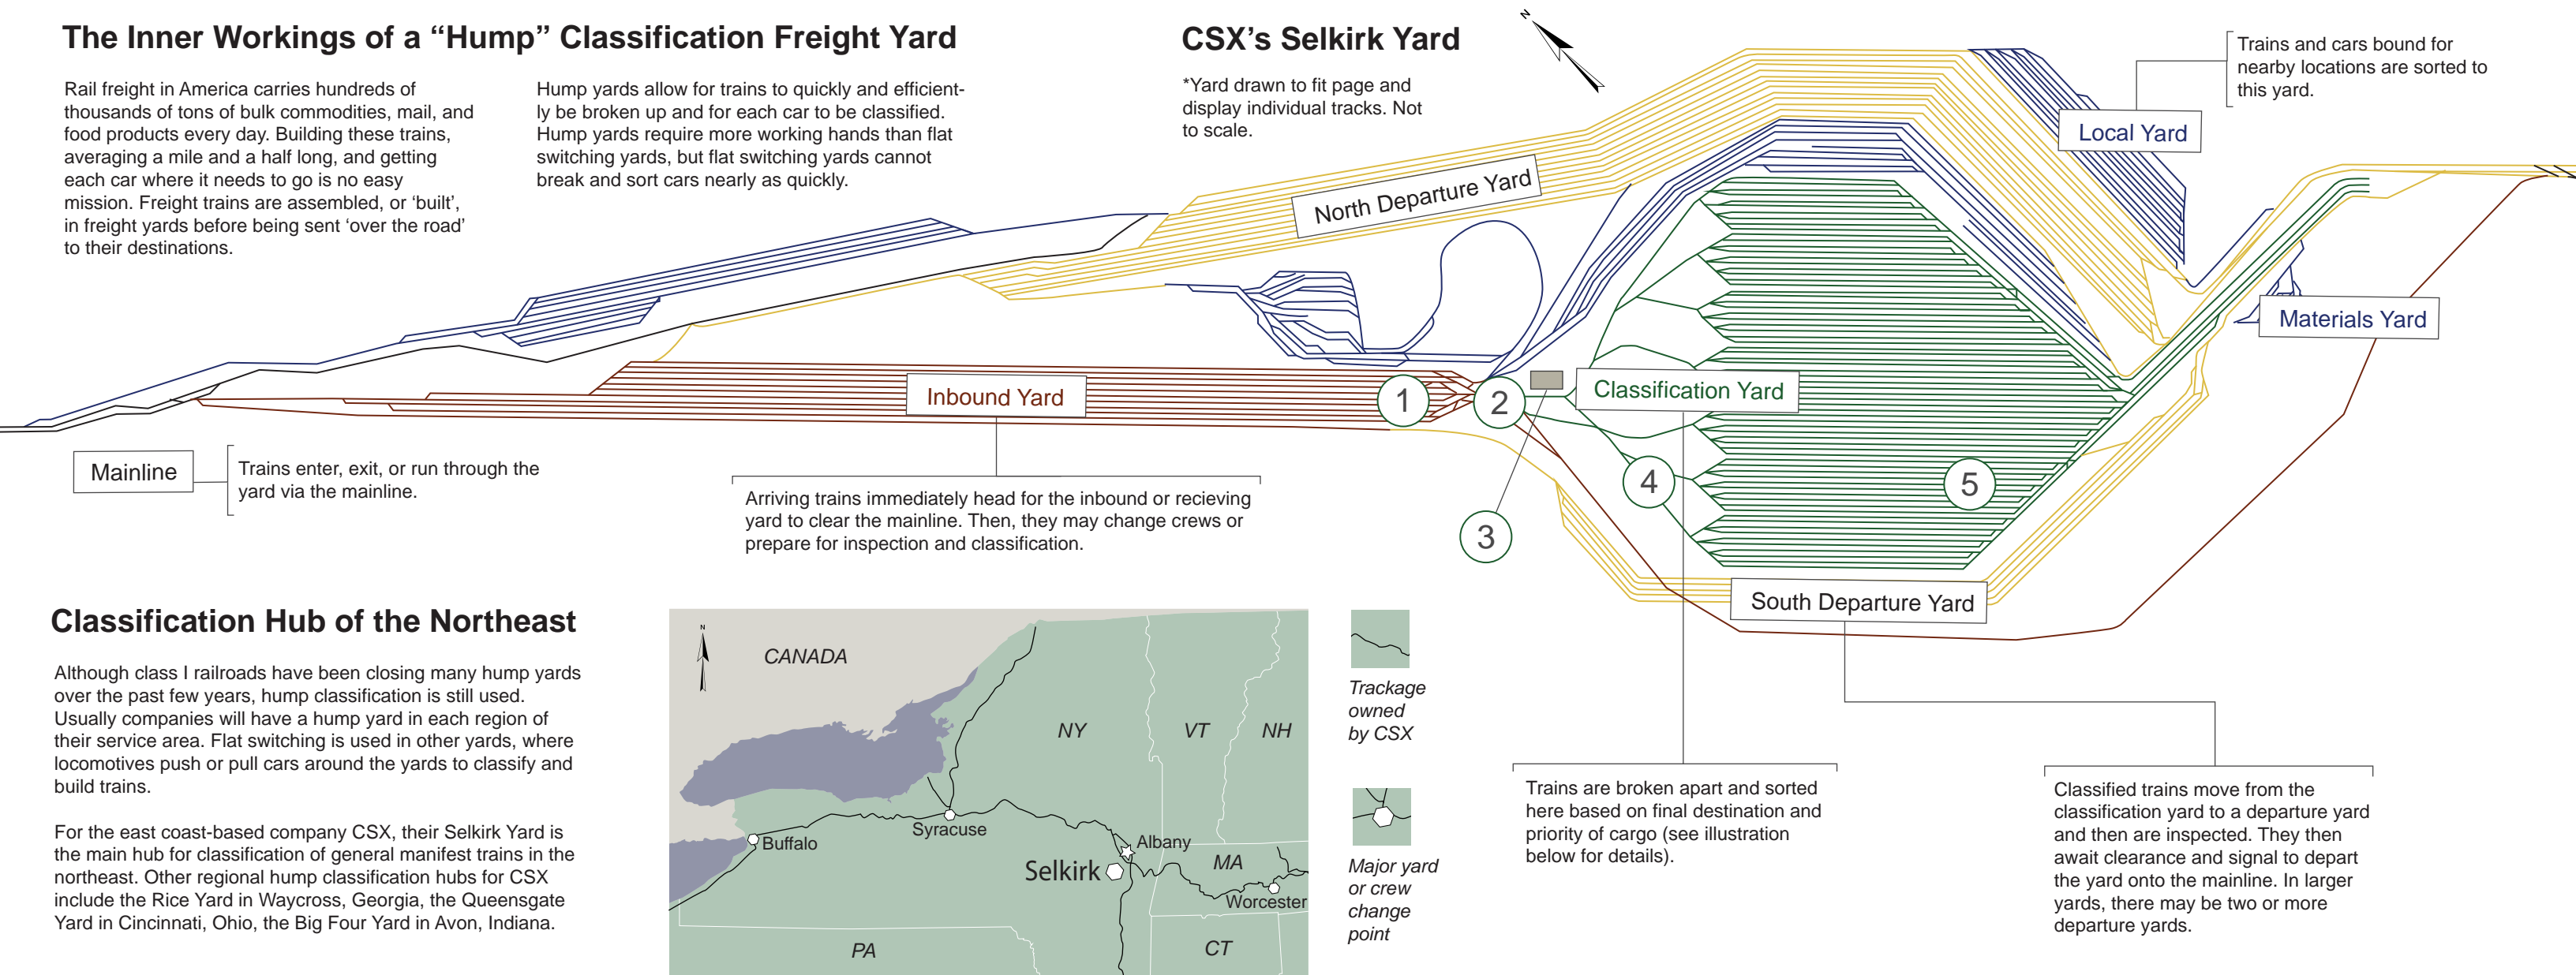 The Inner Workings of a “Hump” Classification Freight Yard
Rail freight in America carries hundreds of
thousands of tons of bulk commodities, mail, and
food products every day. Building these trains,
averaging a mile and a half long, and getting
each car where it needs to go is no easy
mission. Freight trains are assembled, or ‘built’,
in freight yards before being sent ‘over the road’
to their destinations.
Hump yards allow for trains to quickly and efficient-
ly be broken up and for each car to be classified.
Hump yards require more working hands than flat
switching yards, but flat switching yards cannot
break and sort cars nearly as quickly.
CSX’s Selkirk Yard
*Yard drawn to fit page and
display individual tracks. Not
to scale.
N
Trains and cars bound for
nearby locations are sorted to
this yard.
Local Yard
North Departure Yard
Materials Yard
Inbound Yard
1
2
Classification Yard
3
4
5
Mainline
Trains enter, exit, or run through the
yard via the mainline.
Arriving trains immediately head for the inbound or recieving
yard to clear the mainline. Then, they may change crews or
prepare for inspection and classification.
South Departure Yard
Classification Hub of the Northeast
Although class I railroads have been closing many hump yards
over the past few years, hump classification is still used.
Usually companies will have a hump yard in each region of
their service area. Flat switching is used in other yards, where
locomotives push or pull cars around the yards to classify and
build trains.
For the east coast-based company CSX, their Selkirk Yard is
the main hub for classification of general manifest trains in the
northeast. Other regional hump classification hubs for CSX
include the Rice Yard in Waycross, Georgia, the Queensgate
Yard in Cincinnati, Ohio, the Big Four Yard in Avon, Indiana.
N
CANADA
NY
VT
NH
Syracuse
Buffalo
Albany
Selkirk
MA
Worcester
PA
CT
Trackage
owned
by CSX
Major yard
or crew
change
point
Trains are broken apart and sorted
here based on final destination and
priority of cargo (see illustration
below for details).
Classified trains move from the
classification yard to a departure yard
and then are inspected. They then
await clearance and signal to depart
the yard onto the mainline. In larger
yards, there may be two or more
departure yards.